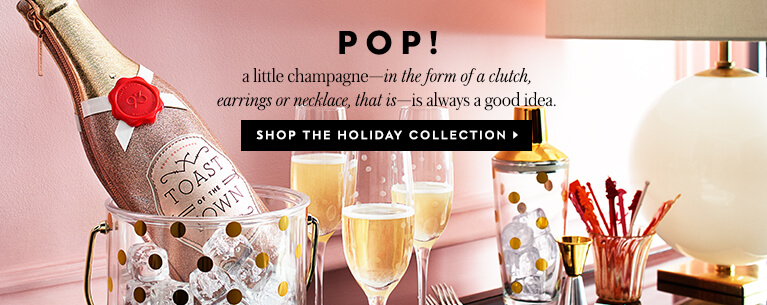 POP!
a little champagne—in the form of a clutch,
earrings or necklace, that is—is always a good idea.
SHOP THE HOLIDAY COLLECTION
TOAST
OF THE
TOWN